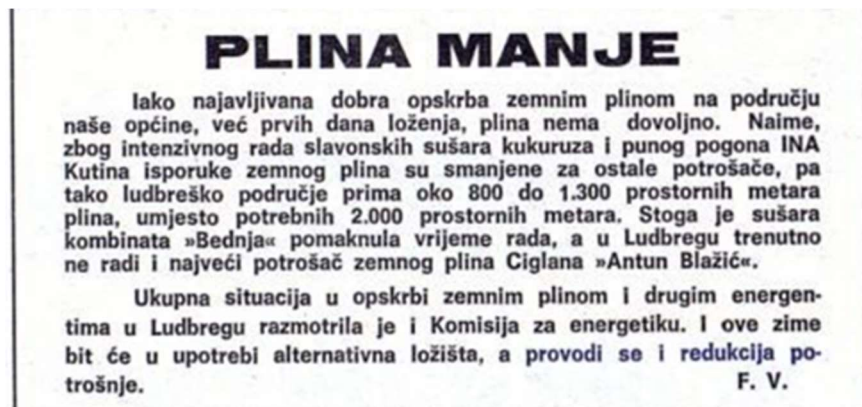 PLINA MANJE
Iako najavljivana dobra opskrba zemnim plinom na području
naše općine, već prvih dana loženja, plina nema dovoljno. Naime,
zbog intenzivnog rada slavonskih sušara kukuruza i punog pogona INA
Kutina isporuke zemnog plina su smanjene za ostale potrošače, pa
tako ludbreško područje prima oko 800 do 1.300 prostornih metara
plina, umjesto potrebnih 2.000 prostornih metara. Stoga je sušara
kombinata »Bednja« pomaknula vrijeme rada, a u Ludbregu trenutno
ne radi i najveći potrošač zemnog plina Ciglana »Antun Blažić«.
Ukupna situacija u opskrbi zemnim plinom i drugim energen-
tima u Ludbregu razmotrila je i Komisija za energetiku. I ove zime
bit će u upotrebi alternativna ložišta, a provodi se i redukcija po-
trošnje. F. V.